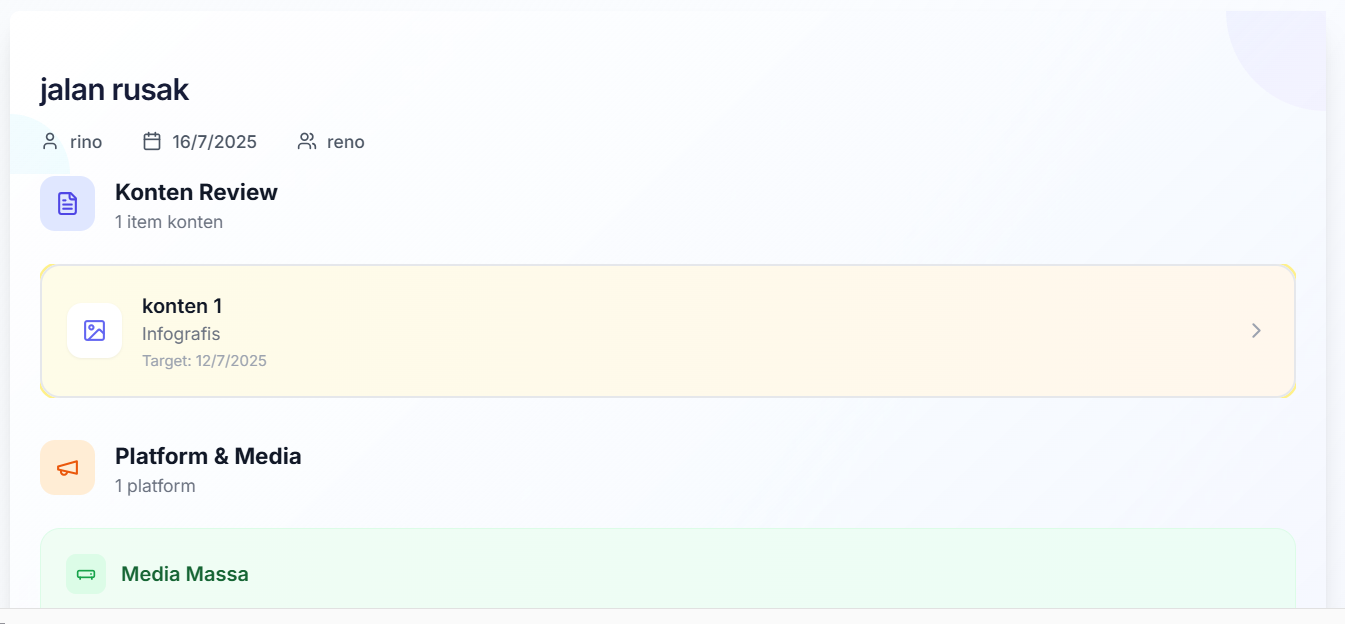 jalan rusak
rino 16/7/2025 reno
Konten Review
1 item konten
konten 1
Infografis
Target: 12/7/2025
Platform & Media
1 platform
Media Massa